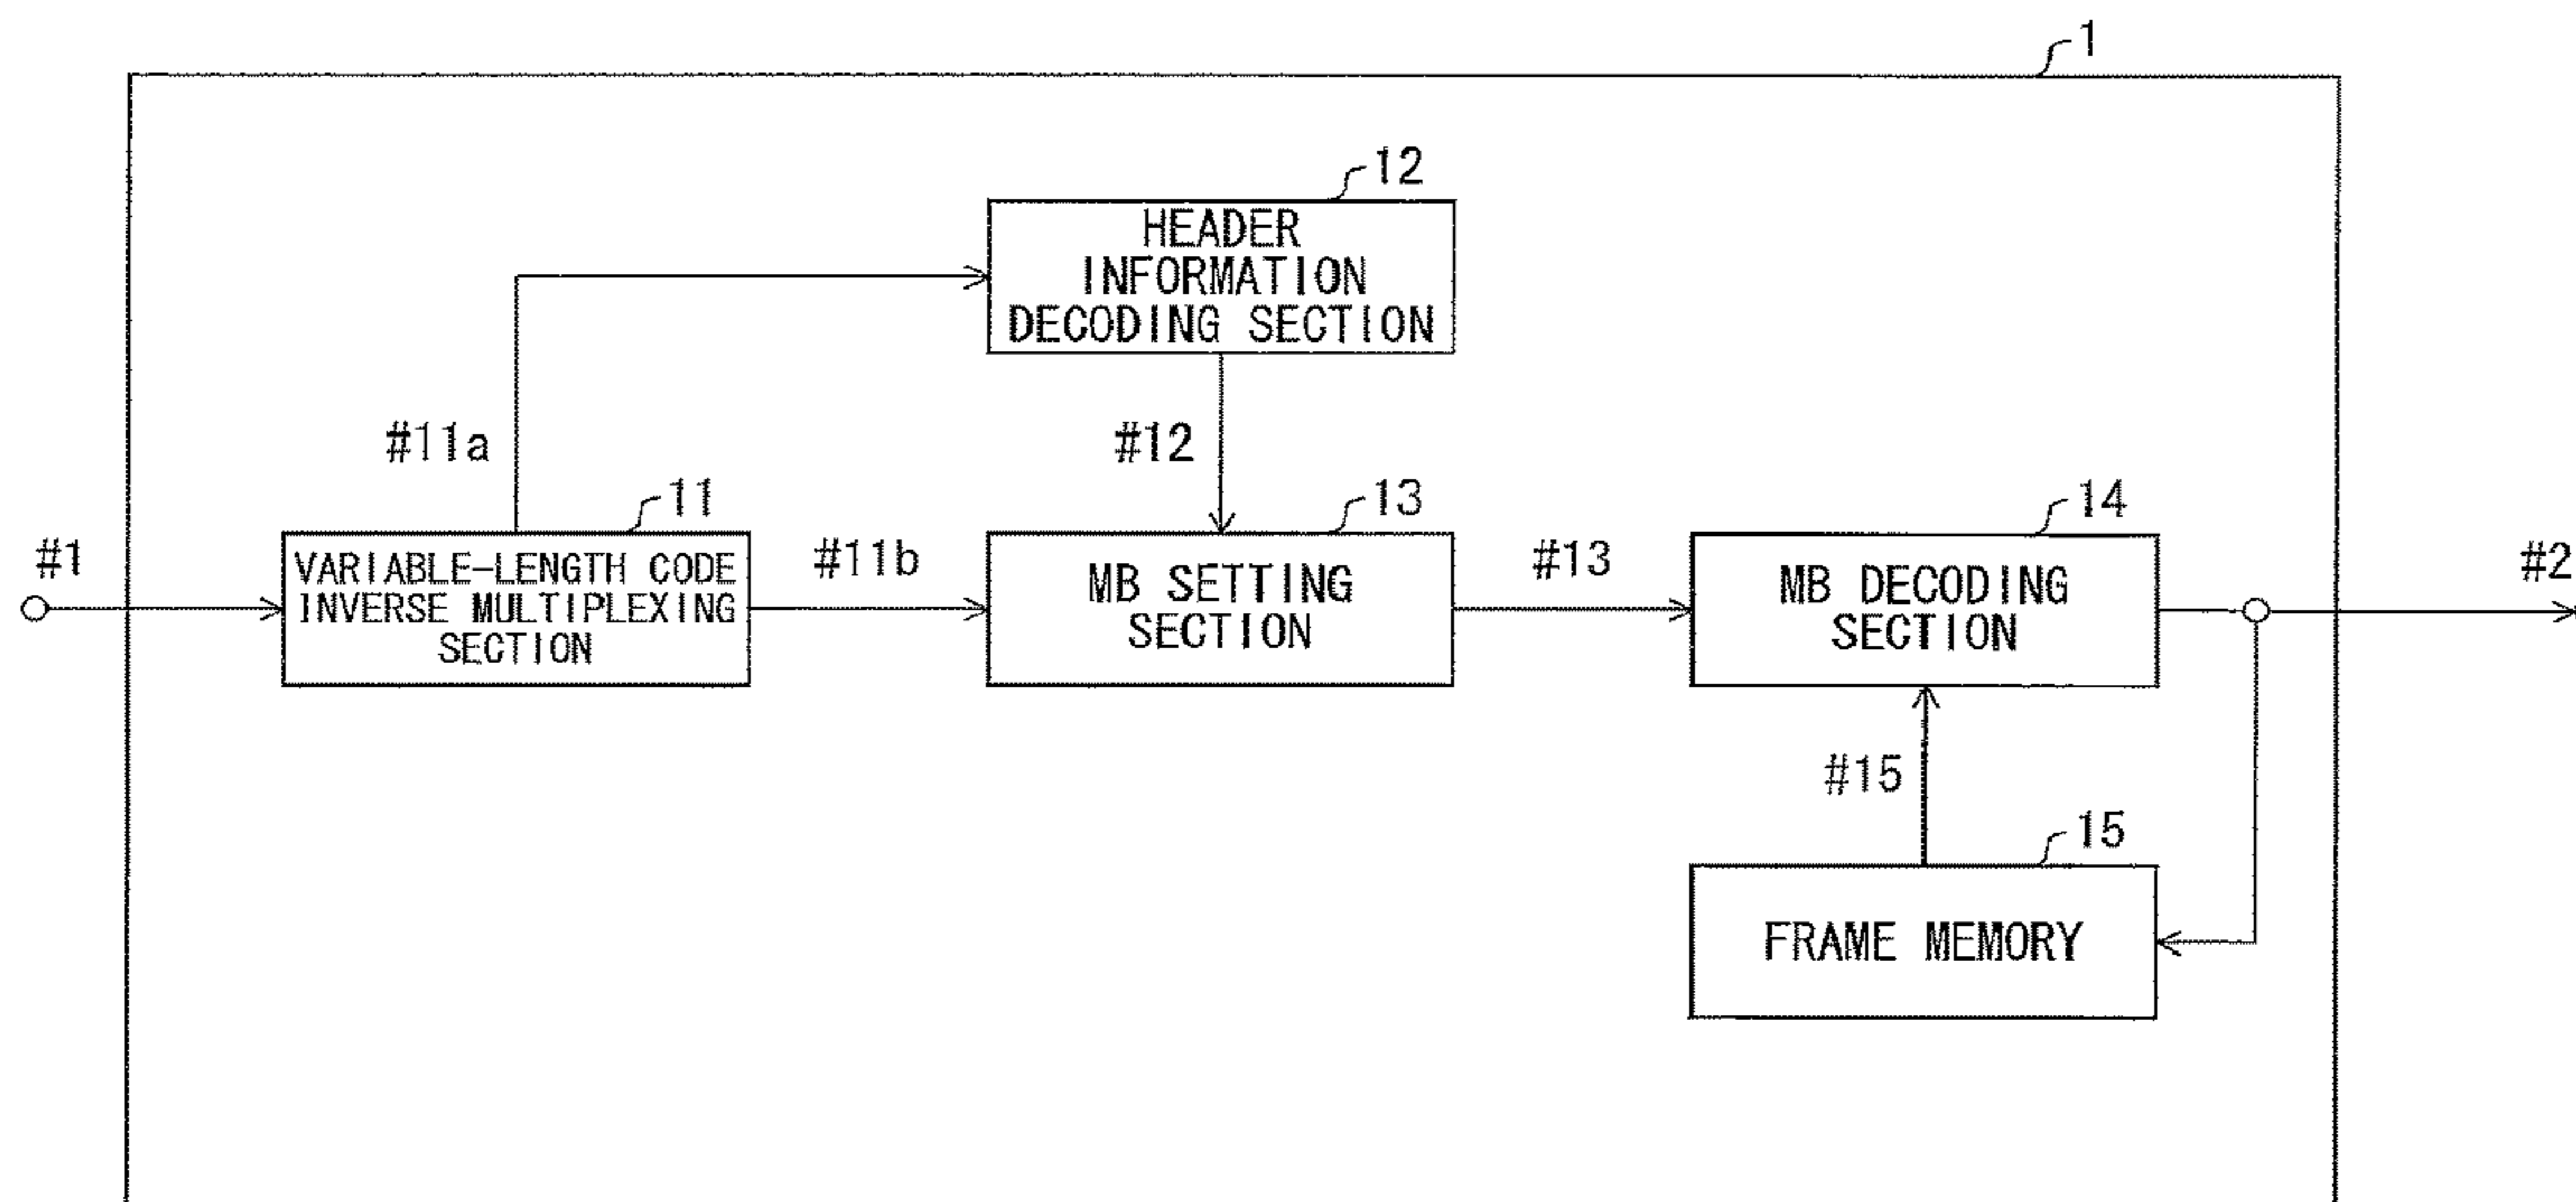 1
12
HEADER
INFORMATION
DECODING SECTION
#11a
#12
11
13
14
#1
VARIABLE-LENGTH CODE
INVERSE MULTIPLEXING
SECTION
#11b
MB SETTING
SECTION
#13
MB DECODING
SECTION
#2
#15
15
FRAME MEMORY